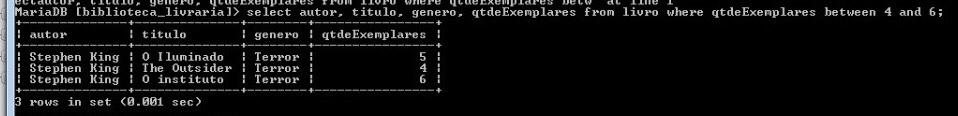 ectautor, titulo, genero, qtdeExemplares from livro where qtdeExemplares betw' at line 1
MariaDB [biblioteca_livraria]> select autor, titulo, genero, qtdeExemplares from livro where qtdeExemplares between 4 and 6;
+--------------+--------------+--------+----------------+
| autor | titulo | genero | qtdeExemplares |
+--------------+--------------+--------+----------------+
| Stephen King | O Iluminado | Terror | 5 |
| Stephen King | The Outsider | Terror | 4 |
| Stephen King | O instituto | Terror | 6 |
+--------------+--------------+--------+----------------+
3 rows in set (0.001 sec)